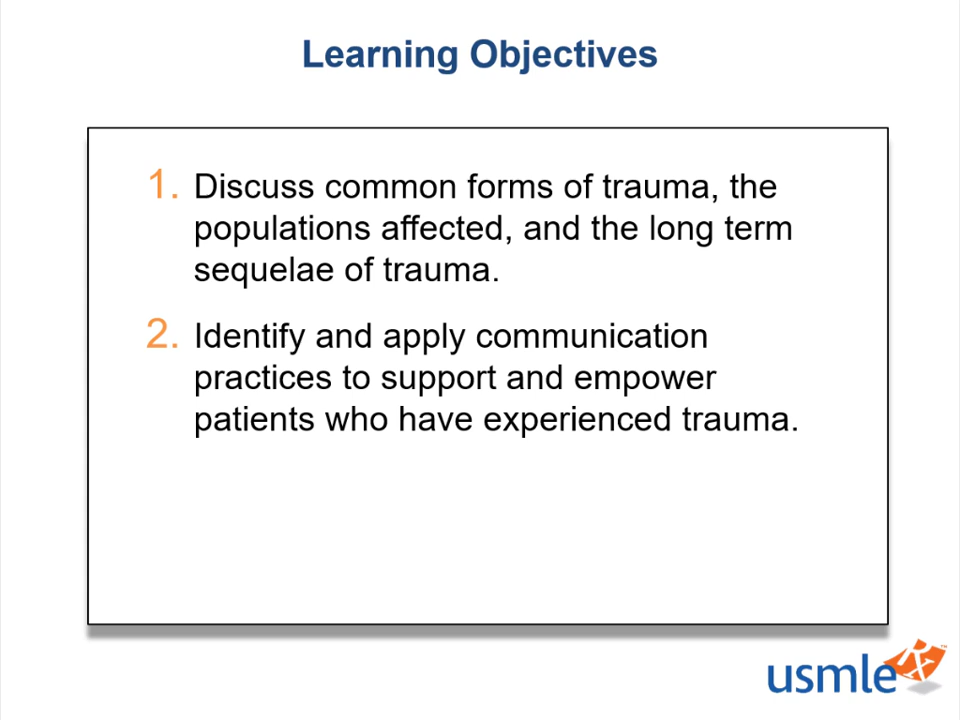 Learning Objectives
1. Discuss common forms of trauma, the
populations affected, and the long term
sequelae of trauma.
2. Identify and apply communication
practices to support and empower
patients who have experienced trauma.
usmle Rx™